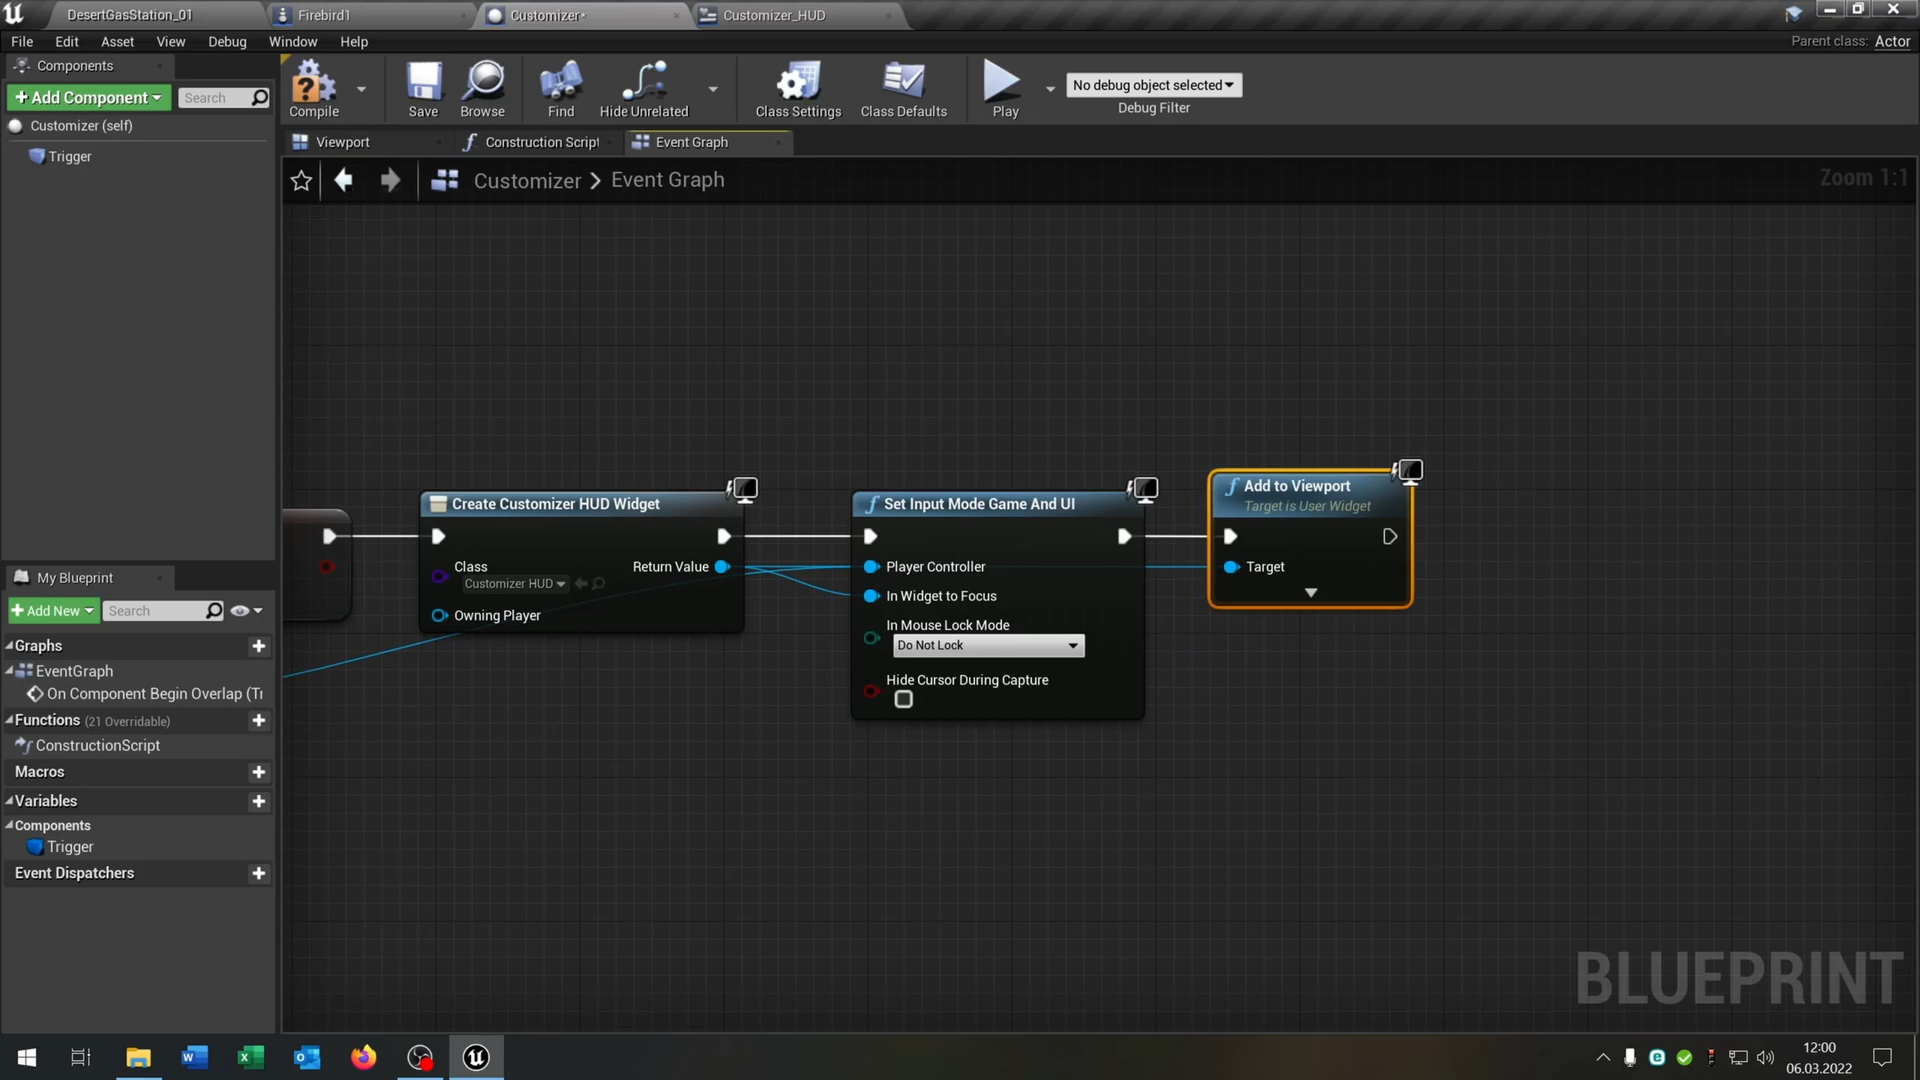 DesertGasStation_01
Firebird1
Customizer*
Customizer_HUD
File
Edit
Asset
View
Debug
Window
Help
Parent class: Actor
Components
+Add Component
Search
Customizer (self)
Trigger
Compile
Save
Browse
Find
Hide Unrelated
Class Settings
Class Defaults
Play
No debug object selected
Debug Filter
Viewport
Construction Script
Event Graph
Customizer > Event Graph
Zoom 1:1
Create Customizer HUD Widget
Class
Customizer HUD
Return Value
Owning Player
Set Input Mode Game And UI
Player Controller
In Widget to Focus
In Mouse Lock Mode
Do Not Lock
Hide Cursor During Capture
Add to Viewport
Target is User Widget
Target
My Blueprint
+Add New
Search
Graphs
EventGraph
On Component Begin Overlap (Tr
Functions (21 Overridable)
ConstructionScript
Macros
Variables
Components
Trigger
Event Dispatchers
BLUEPRINT
12:00
06.03.2022